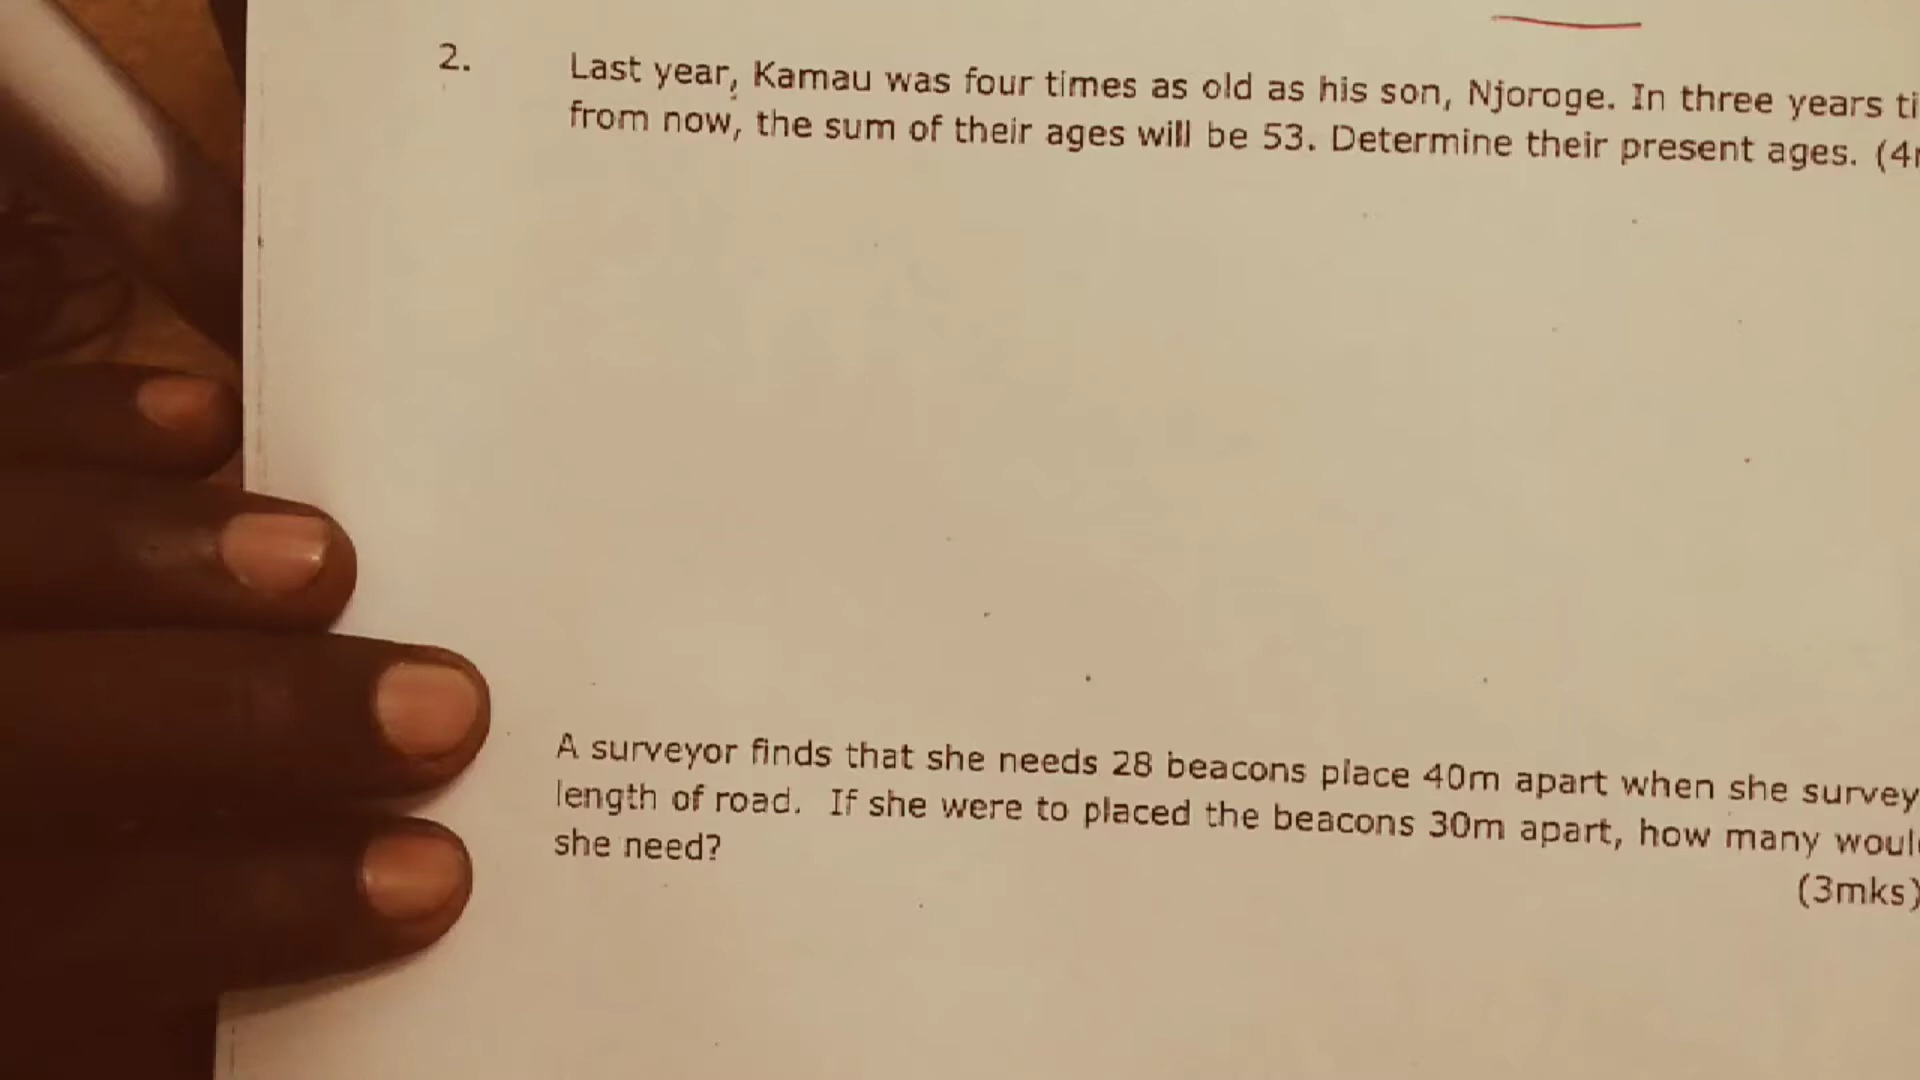 2.
Last year, Kamau was four times as old as his son, Njoroge. In three years
from now, the sum of their ages will be 53. Determine their present ages.
A surveyor finds that she needs 28 beacons place 40m apart when she survey
length of road. If she were to placed the beacons 30m apart, how many
she need?
(3mks)